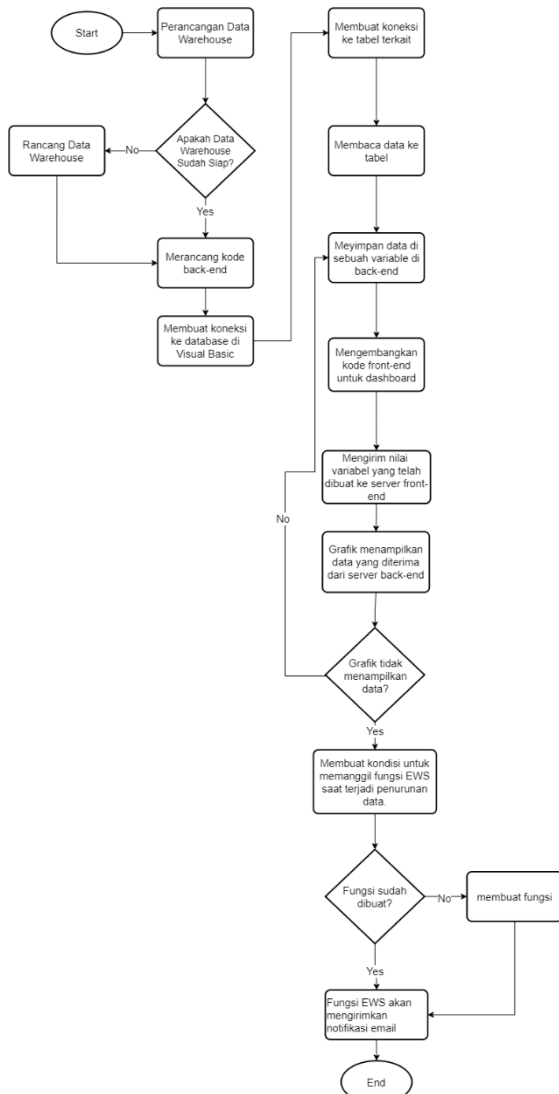 Start
Perancangan Data
Warehouse
Apakah Data
Warehouse
Sudah Siap?
No
Rancang Data
Warehouse
Yes
Merancang kode
back-end
Membuat koneksi
ke database di
Visual Basic
Membuat koneksi
ke tabel terkait
Membaca data ke
tabel
Meyimpan data di
sebuah variable di
back-end
Mengembangkan
kode front-end
untuk dashboard
Mengirim nilai
variabel yang telah
dibuat ke server front-
end
Grafik menampilkan
data yang diterima
dari server back-end
Grafik tidak
menampilkan
data?
No
Yes
Membuat kondisi untuk
memanggil fungsi EWS
saat terjadi penurunan
data.
Fungsi sudah
dibuat?
No
membuat fungsi
Yes
Fungsi EWS akan
mengirimkan
notifikasi email
End